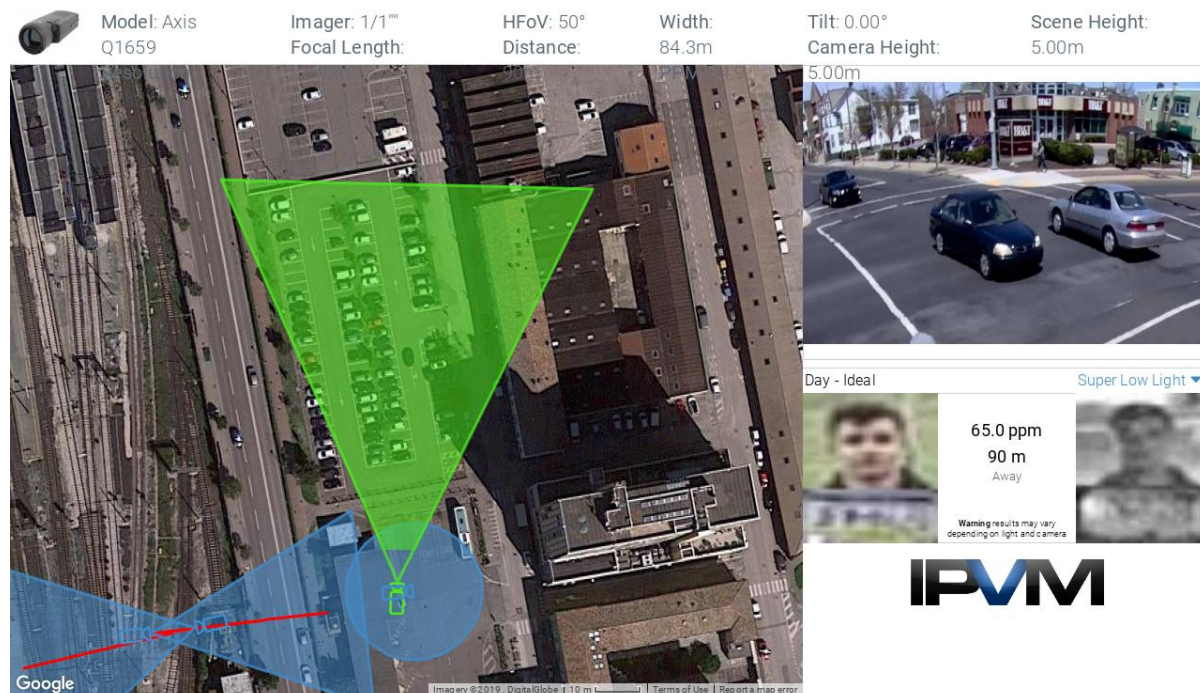 Model: Axis Q1659
Imager: 1/1""
Focal Length:
HFoV: 50°
Distance:
Width: 84.3m
Tilt: 0.00°
Camera Height: 5.00m
Scene Height: 5.00m
Day - Ideal
Super Low Light
65.0 ppm
90 m
Away
Warning results may vary
depending on light and camera
IPVM
Google
Imagery ©2019 , DigitalGlobe
10 m
Terms of Use
Report a map error